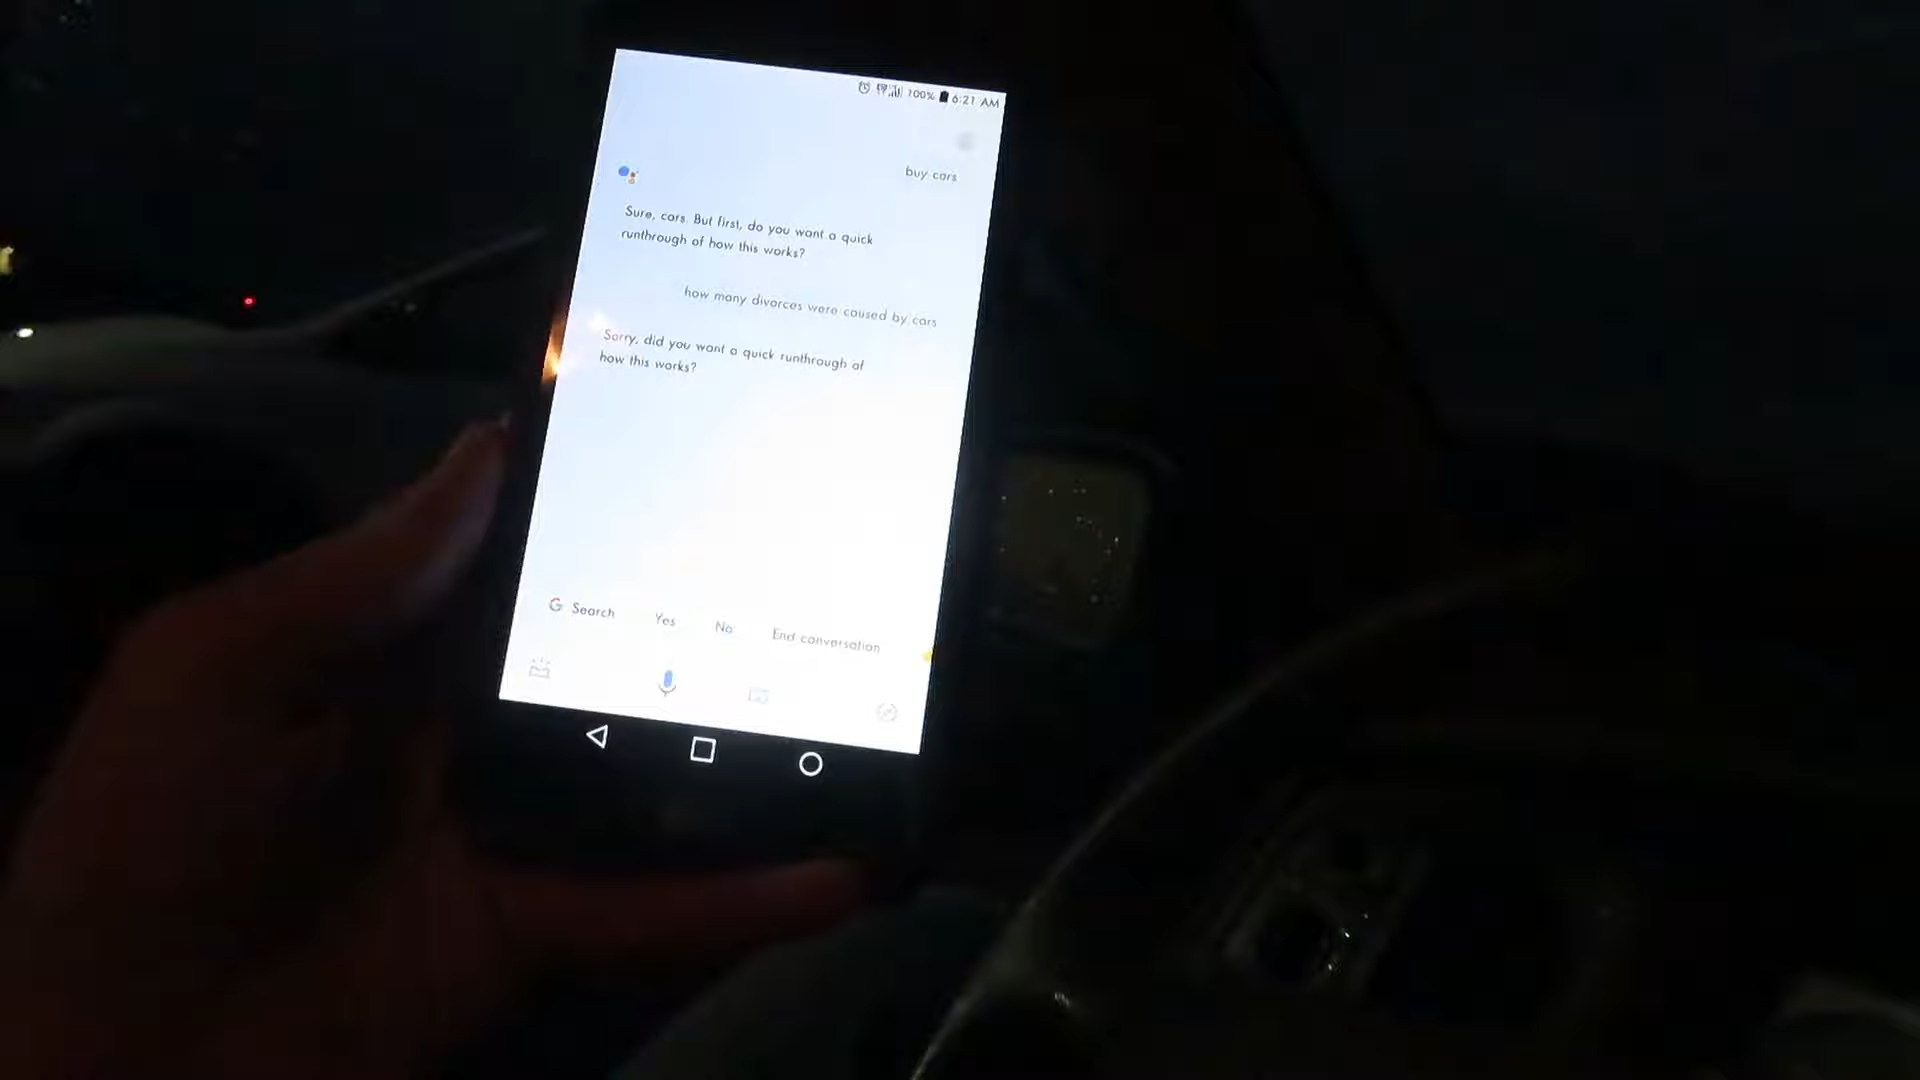 100% 6:21 AM
buy cars
Sure, cars. But first, do you want a quick
runthrough of how this works?
how many divorces were caused by cars
Sorry, did you want a quick runthrough of
how this works?
G Search Yes No End conversation